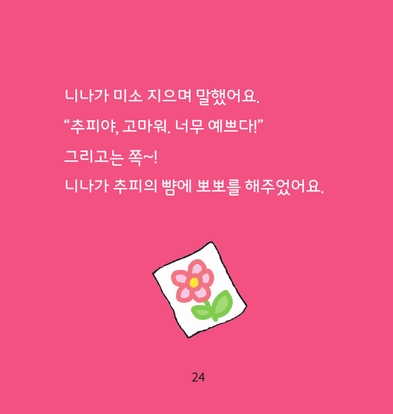 니나가 미소 지으며 말했어요.
“추피야, 고마워. 너무 예쁘다!”
그리고는 쪽~!
니나가 추피의 뺨에 뽀뽀를 해주었어요.
24